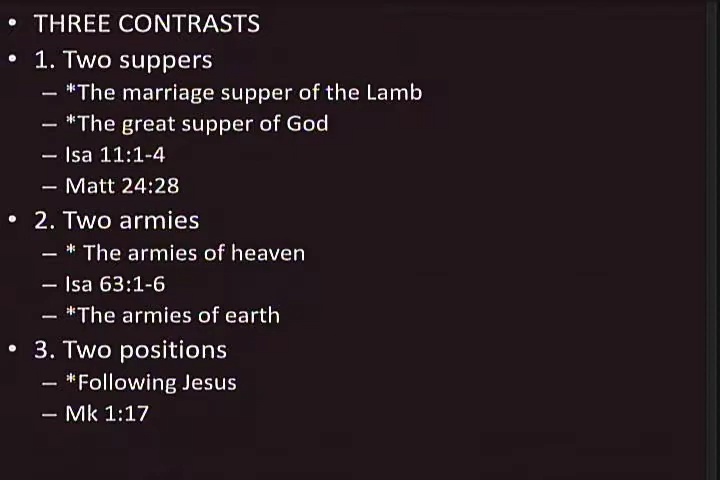 • THREE CONTRASTS
• 1. Two suppers
– *The marriage supper of the Lamb
– *The great supper of God
– Isa 11:1-4
– Matt 24:28
• 2. Two armies
– * The armies of heaven
– Isa 63:1-6
– *The armies of earth
• 3. Two positions
– *Following Jesus
– Mk 1:17